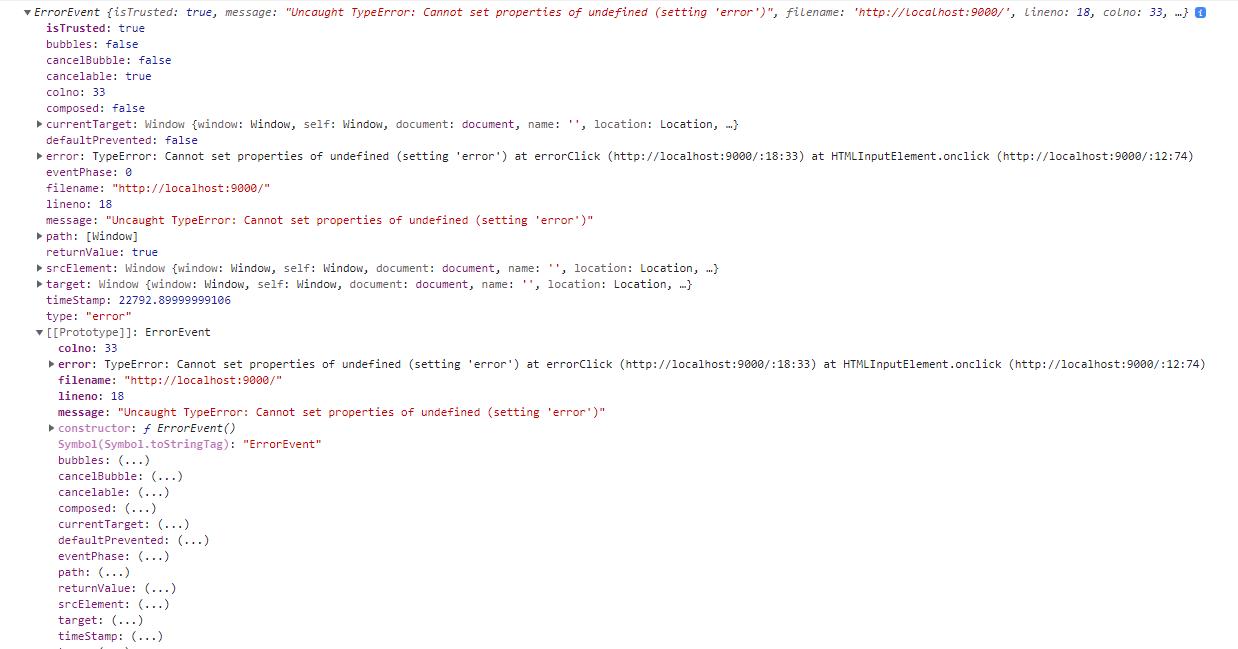 ▼ErrorEvent {isTrusted: true, message: "Uncaught TypeError: Cannot set properties of undefined (setting 'error')", filename: 'http://localhost:9000/', lineno: 18, colno: 33, …} i
isTrusted: true
bubbles: false
cancelBubble: false
cancelable: true
colno: 33
composed: false
▶currentTarget: Window {window: Window, self: Window, document: document, name: '', location: Location, …}
defaultPrevented: false
▶error: TypeError: Cannot set properties of undefined (setting 'error') at errorClick (http://localhost:9000/:18:33) at HTMLInputElement.onclick (http://localhost:9000/:12:74)
eventPhase: 0
filename: "http://localhost:9000/"
lineno: 18
message: "Uncaught TypeError: Cannot set properties of undefined (setting 'error')"
▶path: [Window]
returnValue: true
▶srcElement: Window {window: Window, self: Window, document: document, name: '', location: Location, …}
▶target: Window {window: Window, self: Window, document: document, name: '', location: Location, …}
timeStamp: 22792.89999999106
type: "error"
▼[[Prototype]]: ErrorEvent
colno: 33
▶error: TypeError: Cannot set properties of undefined (setting 'error') at errorClick (http://localhost:9000/:18:33) at HTMLInputElement.onclick (http://localhost:9000/:12:74)
filename: "http://localhost:9000/"
lineno: 18
message: "Uncaught TypeError: Cannot set properties of undefined (setting 'error')"
▶constructor: ƒ ErrorEvent()
Symbol(Symbol.toStringTag): "ErrorEvent"
bubbles: (...)
cancelBubble: (...)
cancelable: (...)
composed: (...)
currentTarget: (...)
defaultPrevented: (...)
eventPhase: (...)
path: (...)
returnValue: (...)
srcElement: (...)
target: (...)
timeStamp: (...)